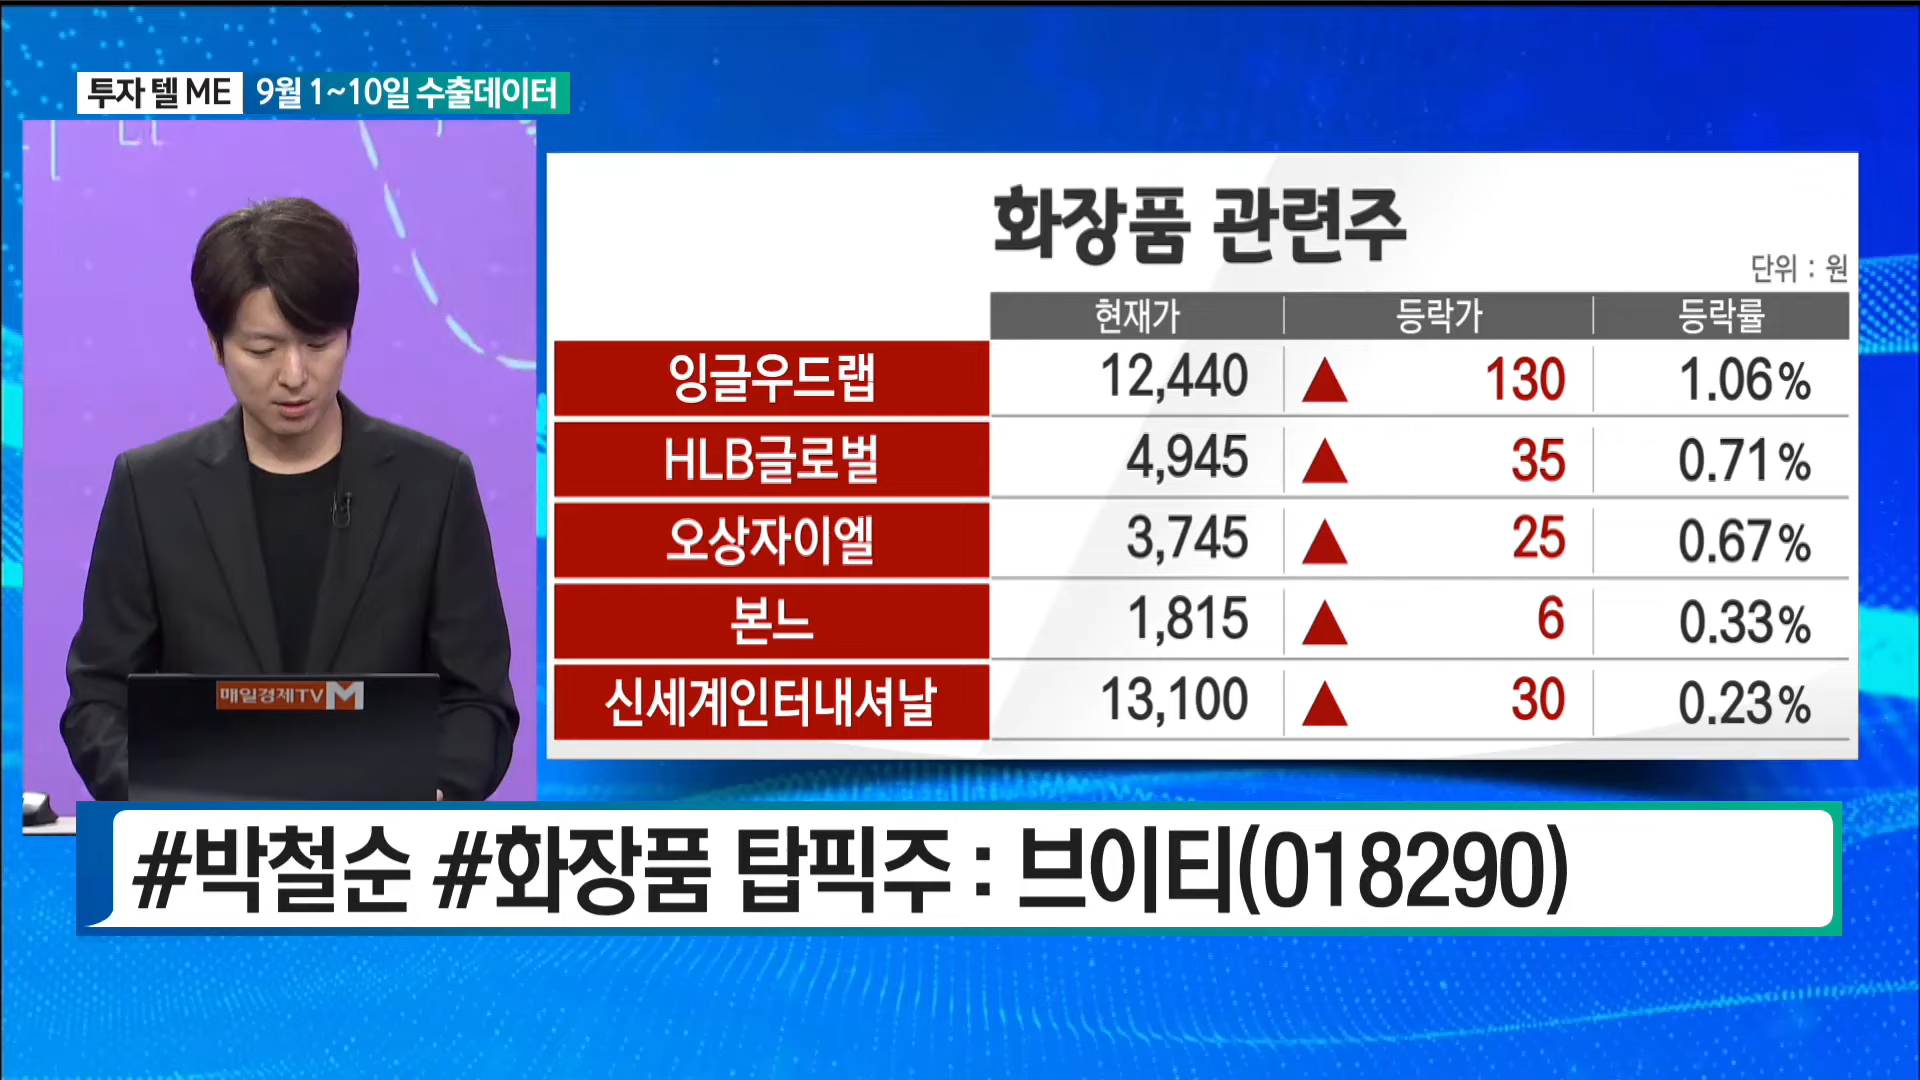 투자 텔 ME 9월 1~10일 수출데이터
화장품 관련주
단위 : 원
현재가 등락가 등락률
잉글우드랩 12,440 ▲ 130 1.06%
HLB글로벌 4,945 ▲ 35 0.71%
오상자이엘 3,745 ▲ 25 0.67%
본느 1,815 ▲ 6 0.33%
신세계인터내셔날 13,100 ▲ 30 0.23%
매일경제TV M
#박철순 #화장품 탑픽주 : 브이티(018290)